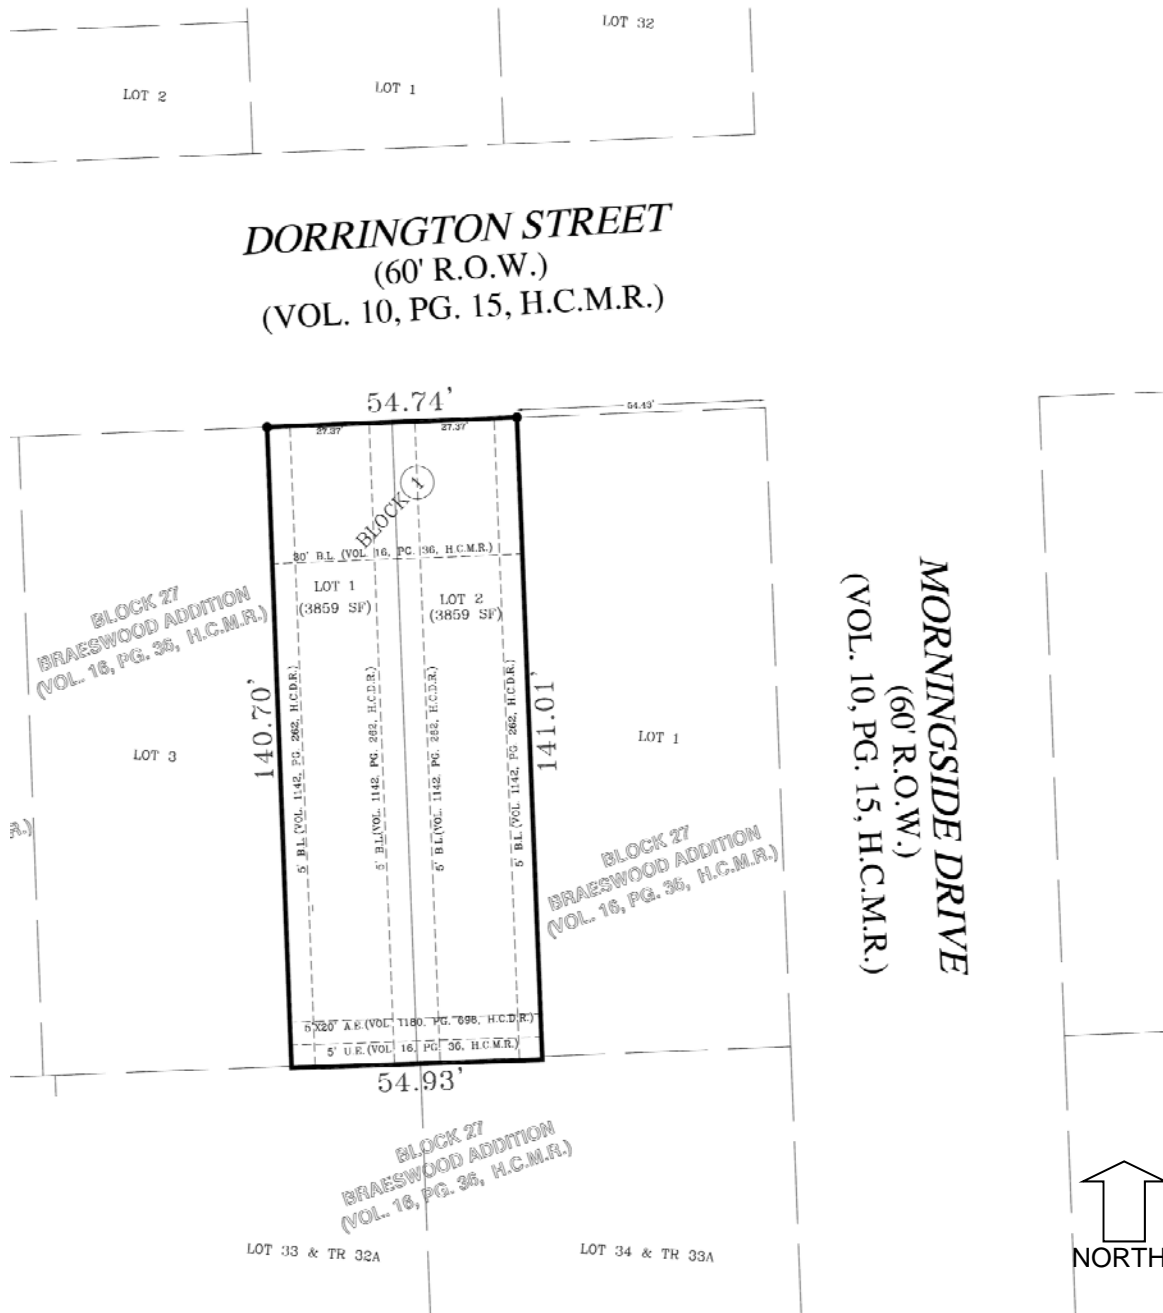 LOT 32
LOT 2
LOT 1
DORRINGTON STREET
(60' R.O.W.)
(VOL. 10, PG. 15, H.C.M.R.)
54.74'
54.43'
27.37'
27.37'
BLOCK 1
30' B.L. (VOL. 16, PG. 36, H.C.M.R.)
LOT 1
(3859 SF)
LOT 2
(3859 SF)
BLOCK 27
BRAESWOOD ADDITION
(VOL. 16, PG. 36, H.C.M.R.)
LOT 3
R.)
140.70'
5' B.L. (VOL. 1142, PG. 262, H.C.D.R.)
5' B.L.(VOL. 1142, PG. 262, H.C.D.R.)
5' B.L.(VOL. 1142, PG. 262, H.C.D.R.)
5' B.L. (VOL. 1142, PG. 262, H.C.D.R.)
141.01'
LOT 1
BLOCK 27
BRAESWOOD ADDITION
(VOL. 16, PG. 36, H.C.M.R.)
MORNINGSIDE DRIVE
(60' R.O.W.)
(VOL. 10, PG. 15, H.C.M.R.)
5'X20' A.E.(VOL. 1180, PG. 698, H.C.D.R.)
5' U.E.(VOL. 16, PG. 36, H.C.M.R.)
54.93'
BLOCK 27
BRAESWOOD ADDITION
(VOL. 16, PG. 36, H.C.M.R.)
LOT 33 & TR 32A
LOT 34 & TR 33A
NORTH